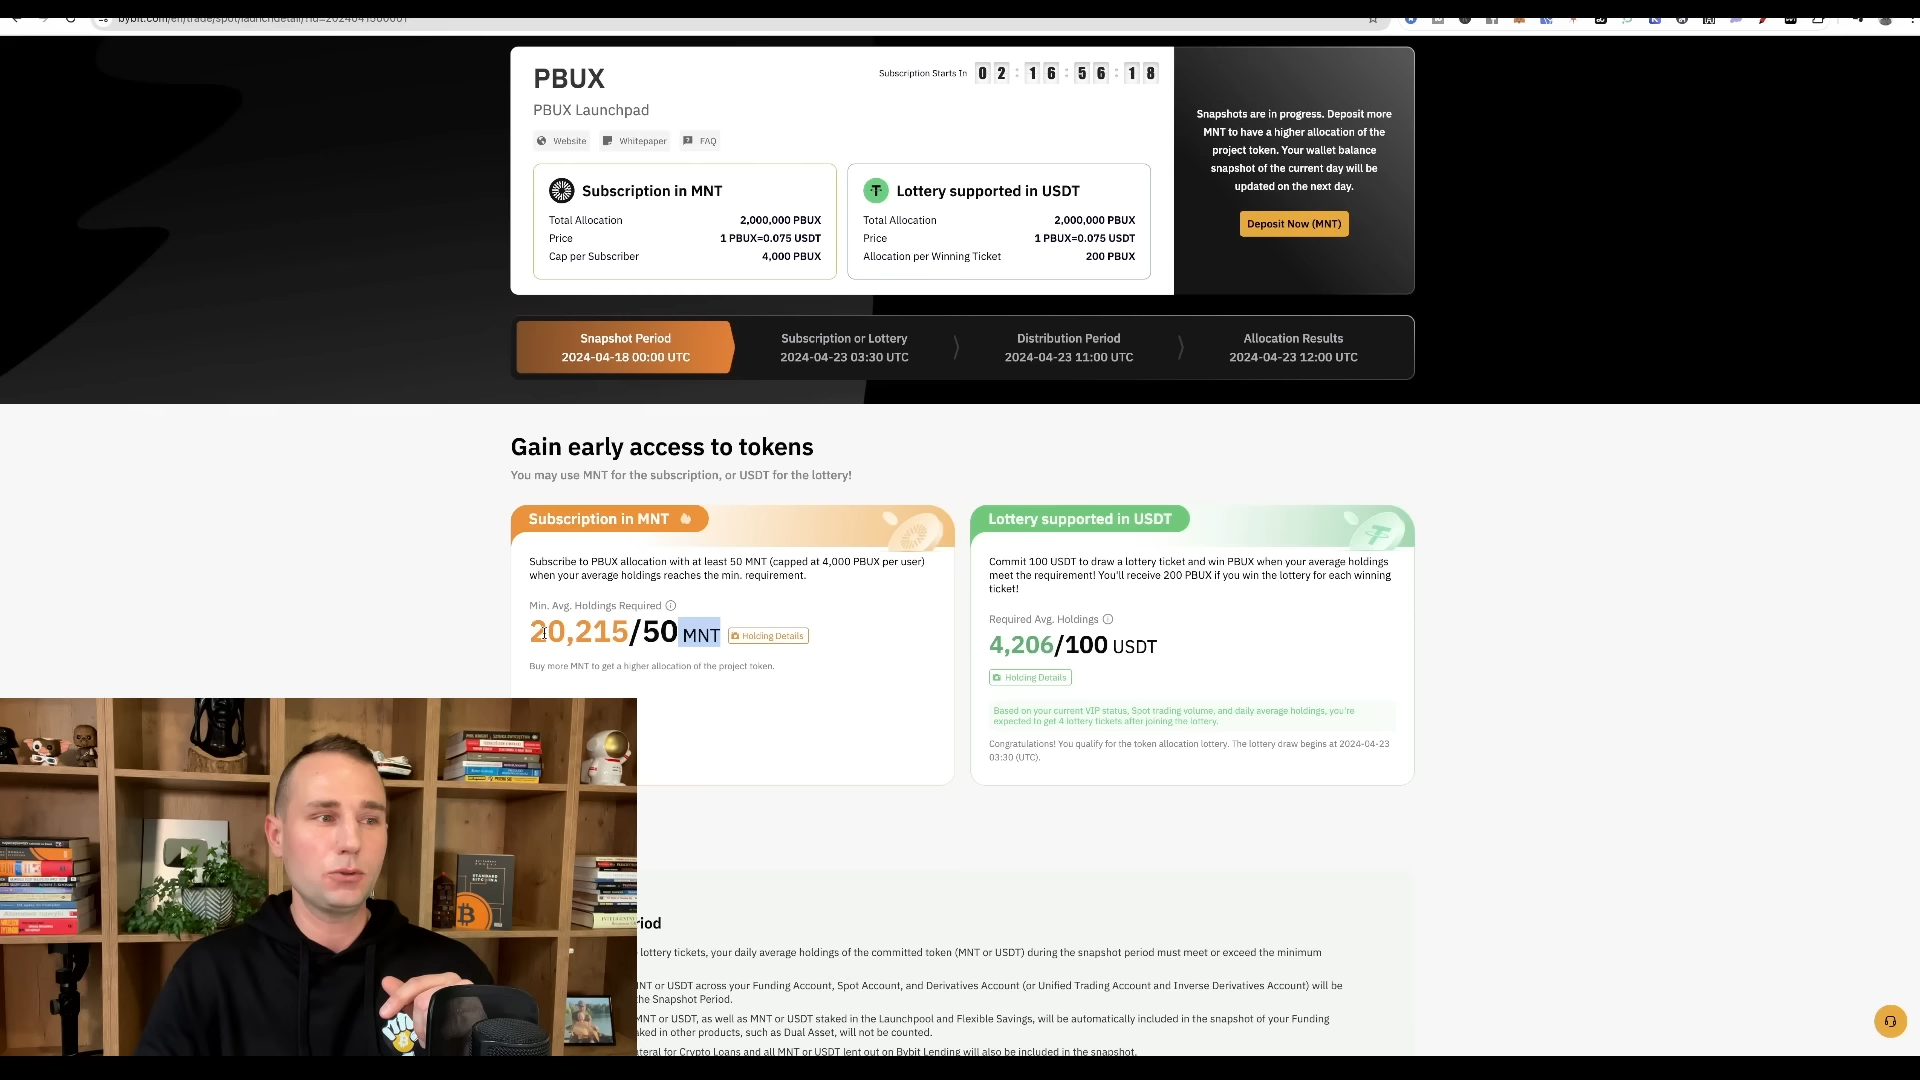 PBUX
Subscription Starts In 02 : 16 : 56 : 18
PBUX Launchpad
Website Whitepaper FAQ
Subscription in MNT
Total Allocation 2,000,000 PBUX
Price 1 PBUX=0.075 USDT
Cap per Subscriber 4,000 PBUX
Lottery supported in USDT
Total Allocation 2,000,000 PBUX
Price 1 PBUX=0.075 USDT
Allocation per Winning Ticket 200 PBUX
Snapshots are in progress. Deposit more
MNT to have a higher allocation of the
project token. Your wallet balance
snapshot of the current day will be
updated on the next day.
Deposit Now (MNT)
Snapshot Period
2024-04-18 00:00 UTC
Subscription or Lottery
2024-04-23 03:30 UTC
Distribution Period
2024-04-23 11:00 UTC
Allocation Results
2024-04-23 12:00 UTC
Gain early access to tokens
You may use MNT for the subscription, or USDT for the lottery!
Subscription in MNT
Subscribe to PBUX allocation with at least 50 MNT (capped at 4,000 PBUX per user)
when your average holdings reaches the min. requirement.
Min. Avg. Holdings Required
20,215/50 MNT Holding Details
Buy more MNT to get a higher allocation of the project token.
Lottery supported in USDT
Commit 100 USDT to draw a lottery ticket and win PBUX when your average holdings
meet the requirement! You'll receive 200 PBUX if you win the lottery for each winning
ticket!
Required Avg. Holdings
4,206/100 USDT
Holding Details
Based on your current VIP status, Spot trading volume, and daily average holdings, you're
expected to get 4 lottery tickets after joining the lottery.
Congratulations! You qualify for the token allocation lottery. The lottery draw begins at 2024-04-23
03:30 (UTC).
riod
lottery tickets, your daily average holdings of the committed token (MNT or USDT) during the snapshot period must meet or exceed the minimum
NT or USDT across your Funding Account, Spot Account, and Derivatives Account (or Unified Trading Account and Inverse Derivatives Account) will be
the Snapshot Period.
MNT or USDT, as well as MNT or USDT staked in the Launchpool and Flexible Savings, will be automatically included in the snapshot of your Funding
ked in other products, such as Dual Asset, will not be counted.
teral for Crypto Loans and all MNT or USDT lent out on Bybit Lending will also be included in the snapshot.
STANDARD
BITCOINA